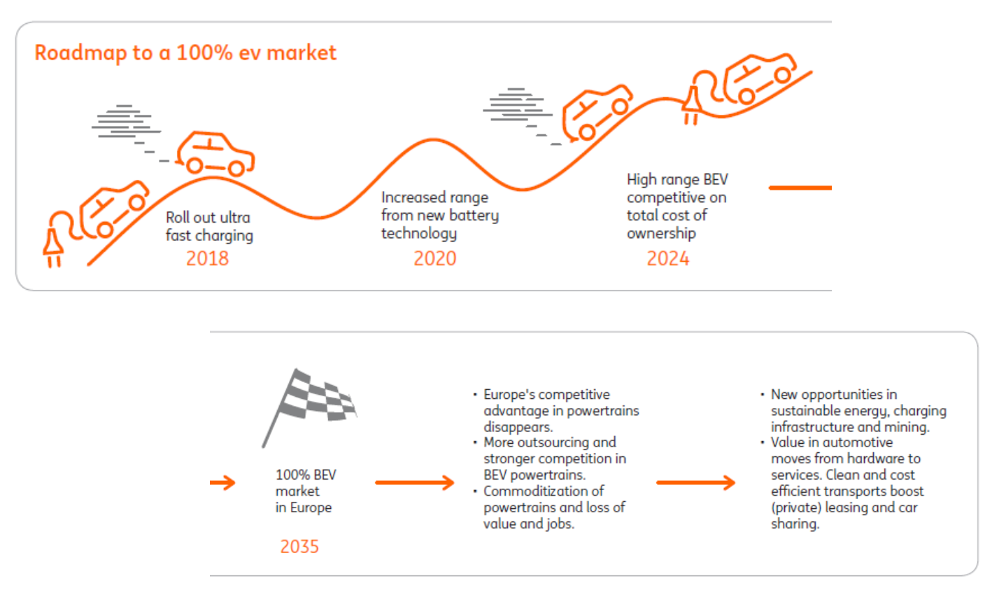 Roadmap to a 100% ev market
Roll out ultra
fast charging
2018
Increased range
from new battery
technology
2020
High range BEV
competitive on
total cost of
ownership
2024
100% BEV
market
in Europe
2035
• Europe's competitive
advantage in powertrains
disappears.
• More outsourcing and
stronger competition in
BEV powertrains.
• Commoditization of
powertrains and loss of
value and jobs.
• New opportunities in
sustainable energy, charging
infrastructure and mining.
• Value in automotive
moves from hardware to
services. Clean and cost
efficient transports boost
(private) leasing and car
sharing.